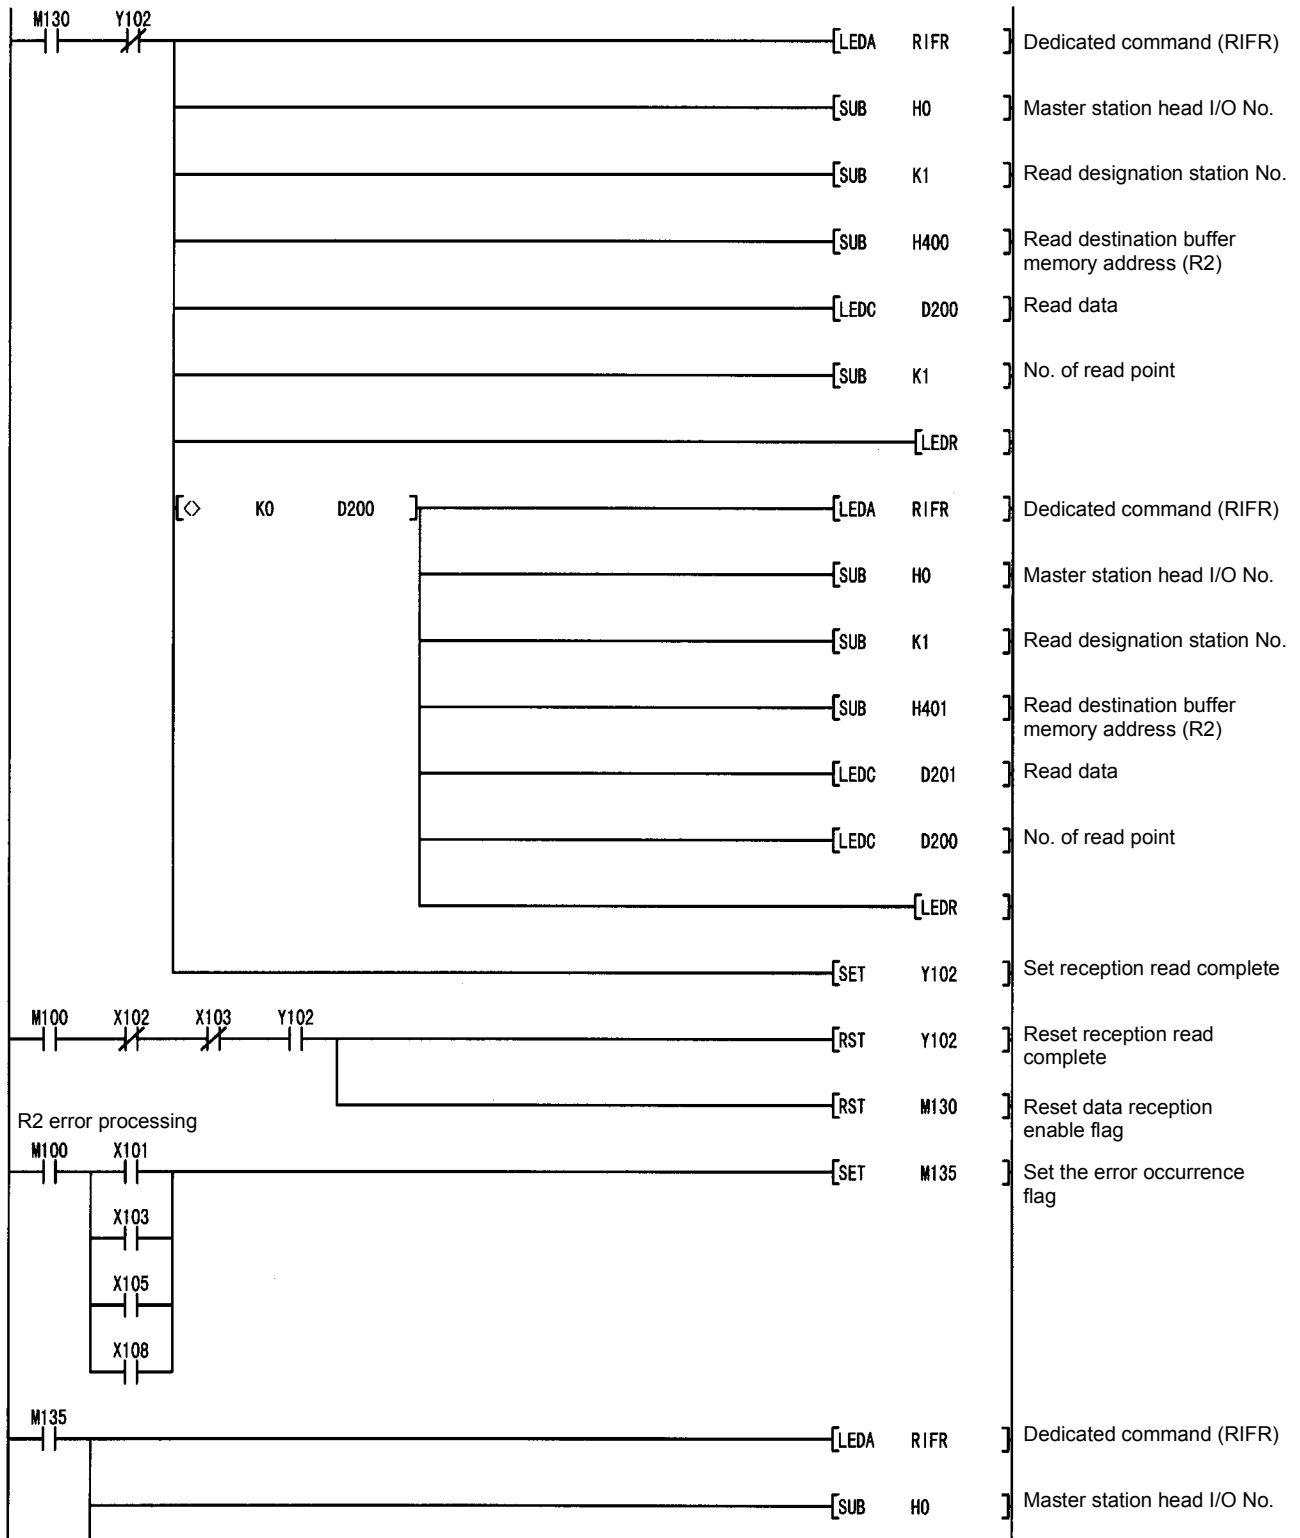 M130 Y102
[LEDA RIFR ] Dedicated command (RIFR)
[SUB H0 ] Master station head I/O No.
[SUB K1 ] Read designation station No.
[SUB H400 ] Read destination buffer
memory address (R2)
[LEDC D200 ] Read data
[SUB K1 ] No. of read point
[LEDR ]
[<> K0 D200 ] [LEDA RIFR ] Dedicated command (RIFR)
[SUB H0 ] Master station head I/O No.
[SUB K1 ] Read designation station No.
[SUB H401 ] Read destination buffer
memory address (R2)
[LEDC D201 ] Read data
[LEDC D200 ] No. of read point
[LEDR ]
[SET Y102 ] Set reception read complete
M100 X102 X103 Y102
[RST Y102 ] Reset reception read
complete
[RST M130 ] Reset data reception
enable flag
R2 error processing
M100 X101
[SET M135 ] Set the error occurrence
flag
X103
X105
X108
M135
[LEDA RIFR ] Dedicated command (RIFR)
[SUB H0 ] Master station head I/O No.